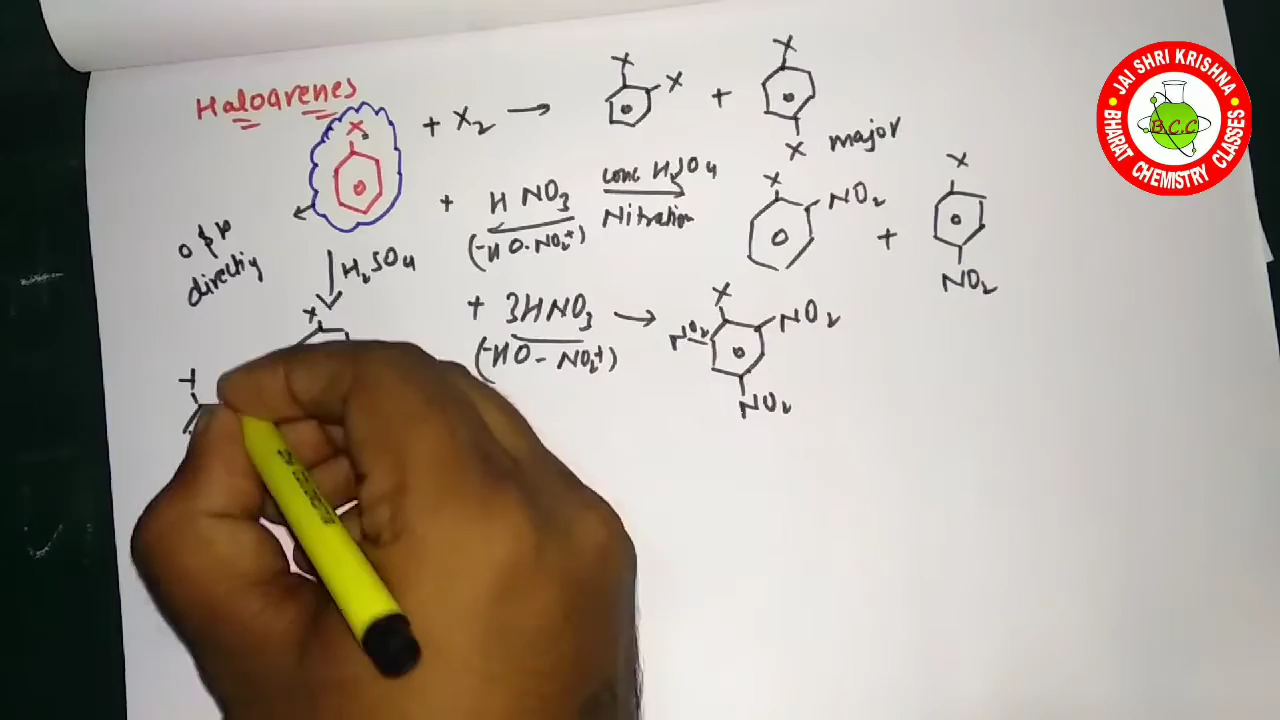 Haloarenes
X
+ X2 →
X
X
+
X
X
major
o & p
directing
+ HNO3
(-HO-NO2+)
conc H2SO4
Nitration
X
NO2
+
X
NO2
H2SO4
X
+ 3HNO3 →
(-HO-NO2+)
X
NO2
NO2
NO2
JAI SHRI KRISHNA
B.C.C
BHARAT CHEMISTRY CLASSES